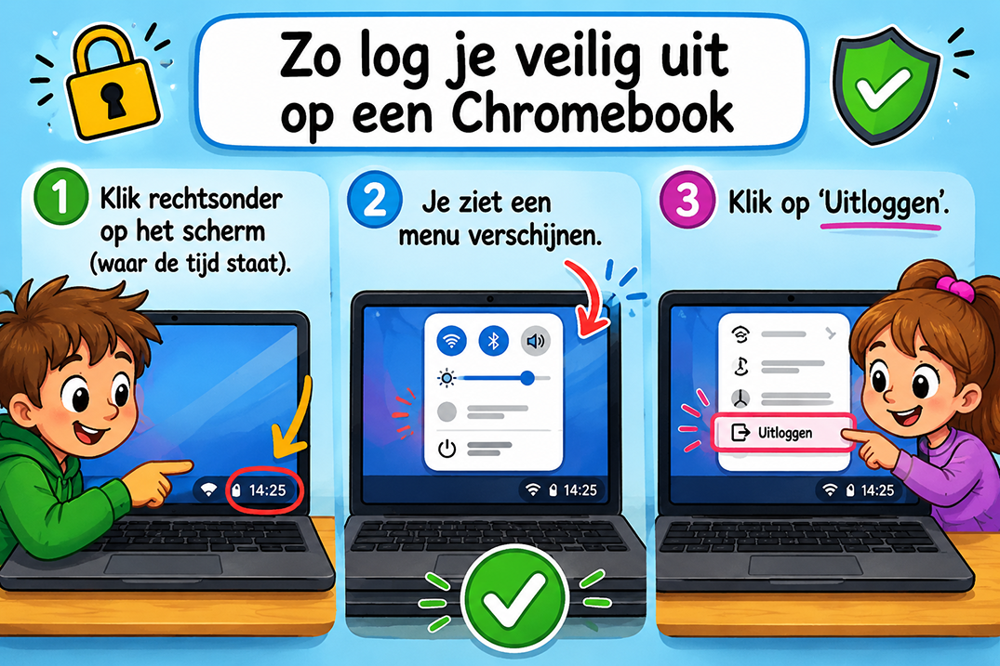 Zo log je veilig uit
op een Chromebook
1
Klik rechtsonder
op het scherm
(waar de tijd staat).
14:25
2
Je ziet een
menu verschijnen.
14:25
3
Klik op ‘Uitloggen’.
Uitloggen
14:25